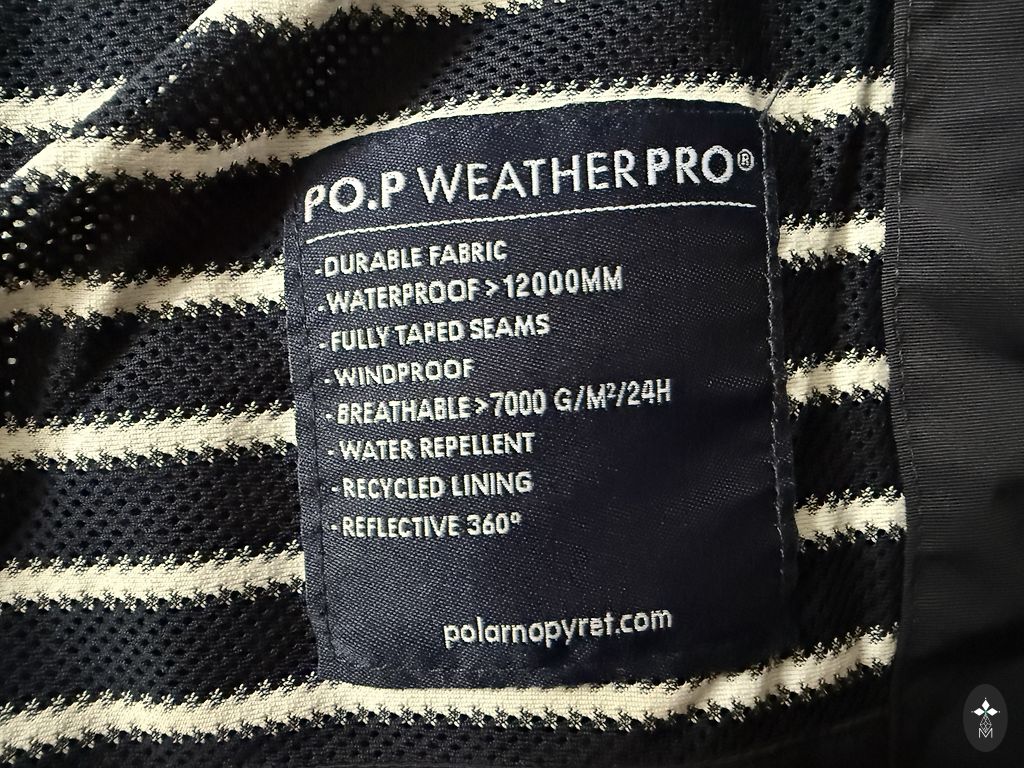 PO.P WEATHERPRO®
-DURABLE FABRIC
-WATERPROOF>12000MM
-FULLY TAPED SEAMS
-WINDPROOF
-BREATHABLE>7000 G/M²/24H
-WATER REPELLENT
-RECYCLED LINING
-REFLECTIVE 360º
polarnopyret.com
M